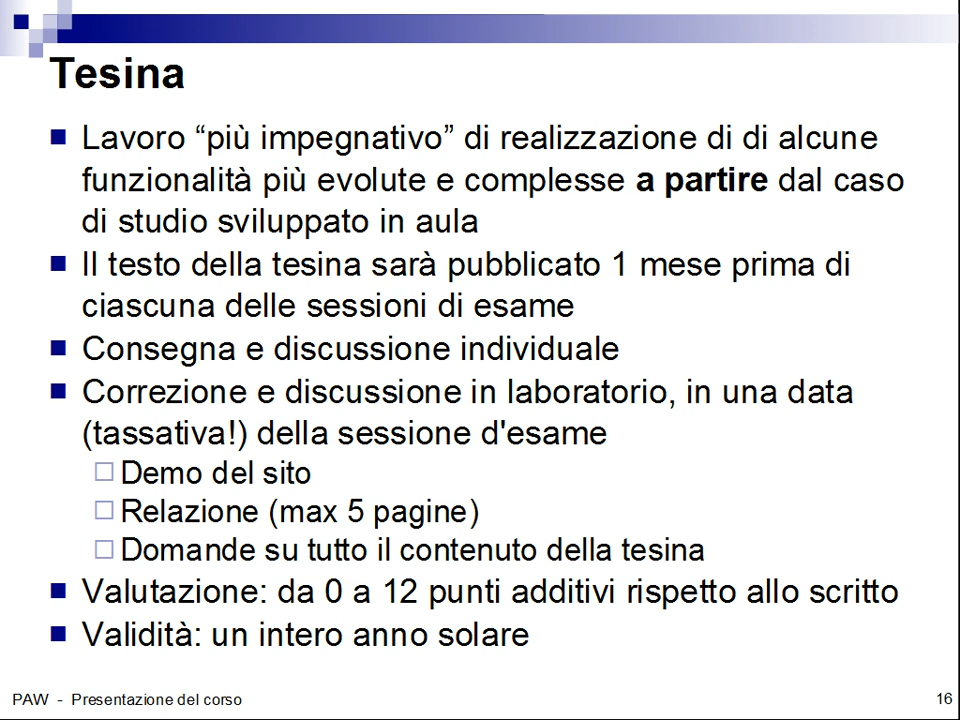 Tesina
Lavoro “più impegnativo” di realizzazione di di alcune
funzionalità più evolute e complesse a partire dal caso
di studio sviluppato in aula
Il testo della tesina sarà pubblicato 1 mese prima di
ciascuna delle sessioni di esame
Consegna e discussione individuale
Correzione e discussione in laboratorio, in una data
(tassativa!) della sessione d'esame
Demo del sito
Relazione (max 5 pagine)
Domande su tutto il contenuto della tesina
Valutazione: da 0 a 12 punti additivi rispetto allo scritto
Validità: un intero anno solare
PAW - Presentazione del corso
16